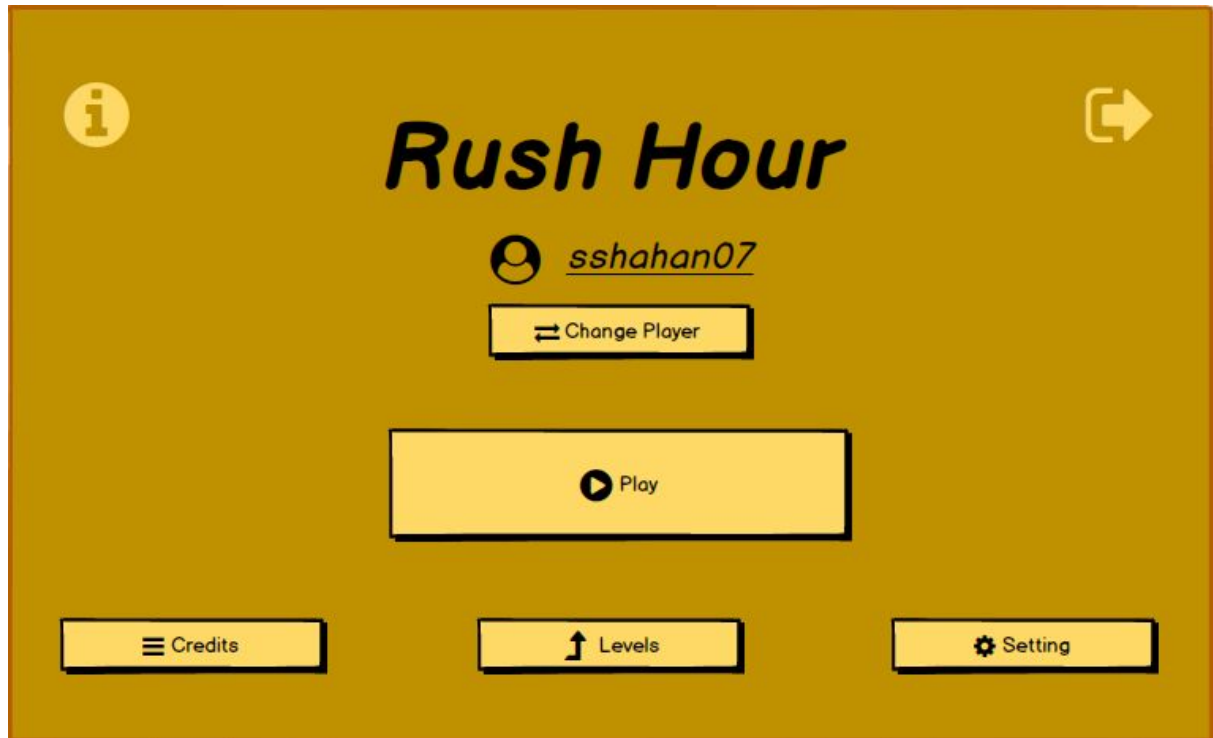 Rush Hour
sshahan07
Change Player
Play
Credits
Levels
Setting